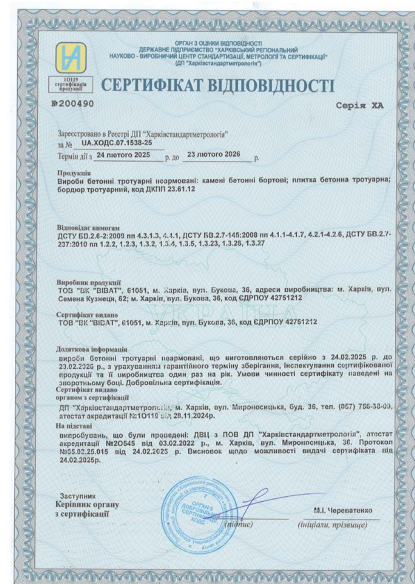 ОРГАН З ОЦІНКИ ВІДПОВІДНОСТІ
ДЕРЖАВНЕ ПІДПРИЄМСТВО "ХАРКІВСЬКИЙ РЕГІОНАЛЬНИЙ
НАУКОВО - ВИРОБНИЧИЙ ЦЕНТР СТАНДАРТИЗАЦІЇ, МЕТРОЛОГІЇ ТА СЕРТИФІКАЦІЇ"
(ДП "Харківстандартметрологія")
1О119
сертифікація
продукції
СЕРТИФІКАТ ВІДПОВІДНОСТІ
№200490
Серія ХА
Зареєстровано в Реєстрі ДП "Харківстандартметрологія"
за № UA.ХОДС.07.1538-25
Термін дії з 24 лютого 2025 р. до 23 лютого 2026 р.
Продукція
Вироби бетонні тротуарні неармовані: камені бетонні бортові; плитка бетонна тротуарна;
бордюр тротуарний, код ДКПП 23.61.12
Відповідає вимогам
ДСТУ БВ.2.6-2:2009 пп 4.3.1.3, 4.4.1, ДСТУ БВ.2.7-145:2008 пп 4.1.1-4.1.7, 4.2.1-4.2.6, ДСТУ БВ.2.7-
237:2010 пп 1.2.2, 1.2.3, 1.3.2, 1.3.4, 1.3.5, 1.3.23, 1.3.26, 1.3.27
Виробник продукції
ТОВ "ВК "ВІВАТ", 61051, м. Харків, вул. Букова, 36, адреси виробництва: м. Харків, вул.
Семена Кузнеця, 62; м. Харків, вул. Букова, 36, код ЄДРПОУ 42751212
Сертифікат видано
ТОВ "ВК "ВІВАТ", 61051, м. Харків, вул. Букова, 36, код ЄДРПОУ 42751212
Додаткова інформація
вироби бетонні тротуарні неармовані, що виготовляються серійно з 24.02.2025 р. до
23.02.2026 р., з урахуванням гарантійного терміну зберігання, інспектування сертифікованої
продукції та її виробництва один раз на рік. Умови чинності сертифікату наведені на
зворотньому боці. Добровільна сертифікація.
Сертифікат видано
органом з сертифікації
ДП "Харківстандартметрологія", м. Харків, вул. Мироносицька, буд. 36, тел. (057)
атестат акредитації №1О119 від 28.11.2024р.
На підставі
випробувань, що були проведені: ДВЦ з ПОВ ДП "Харківстандартметрологія", атестат
акредитації №2О545 від 03.02.2022 р., м. Харків, вул. Мироносицька, 36. Протокол
№55.02.25.015 від 24.02.2025 р. Висновок щодо можливості видачі сертифіката від
24.02.2025р.
Заступник
Керівник органу
з сертифікації
М.І. Череватенко
(підпис)
(ініціали, прізвище)